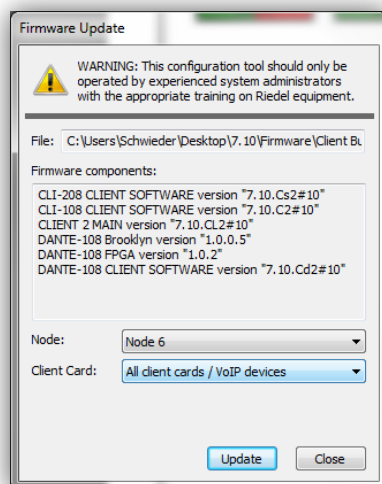 Firmware Update
WARNING: This configuration tool should only be
operated by experienced system administrators
with the appropriate training on Riedel equipment.
File: C:\Users\Schwieder\Desktop\7.10\Firmware\Client Bu
Firmware components:
CLI-208 CLIENT SOFTWARE version "7.10.Cs2#10"
CLI-108 CLIENT SOFTWARE version "7.10.C2#10"
CLIENT 2 MAIN version "7.10.CL2#10"
DANTE-108 Brooklyn version "1.0.0.5"
DANTE-108 FPGA version "1.0.2"
DANTE-108 CLIENT SOFTWARE version "7.10.Cd2#10"
Node: Node 6
Client Card: All client cards / VoIP devices
Update Close